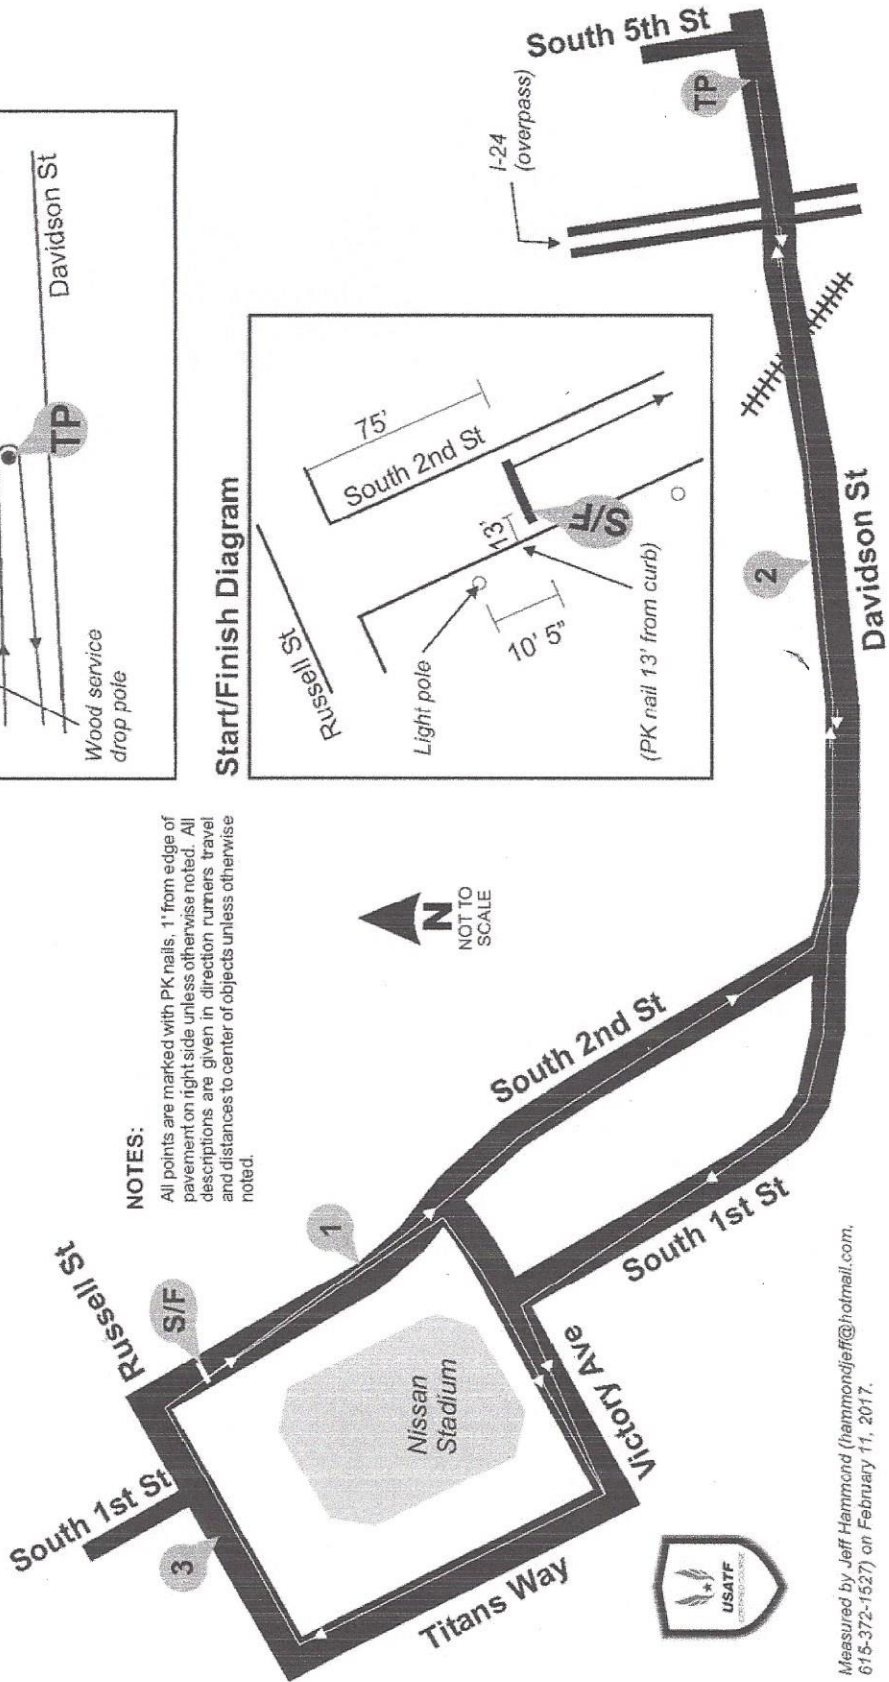 Wood service
drop pole
TP
Davidson St
Start/Finish Diagram
Russell St
South 2nd St
75'
13'
S/F
Light pole
10' 5"
(PK nail 13' from curb)
NOTES:
All points are marked with PK nails, 1' from edge of
pavement on right side unless otherwise noted. All
descriptions are given in direction runners travel
and distances to center of objects unless otherwise
noted.
N
NOT TO
SCALE
South 5th St
TP
I-24
(overpass)
2
Davidson St
South 2nd St
South 1st St
1
S/F
Russell St
South 1st St
3
Nissan
Stadium
Victory Ave
Titans Way
USATF
CERTIFIED COURSE
Measured by Jeff Hammond (hammondjeff@hotmail.com,
615-372-1527) on February 11, 2017.